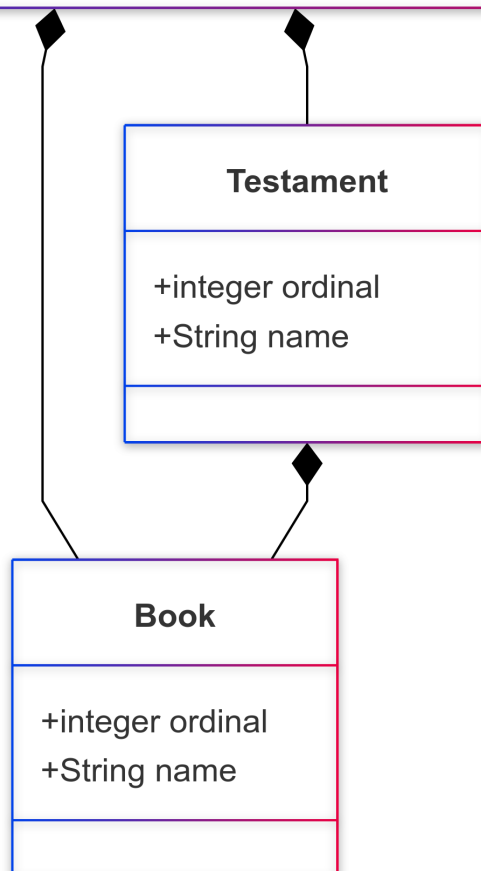 Testament
+integer ordinal
+String name
Book
+integer ordinal
+String name